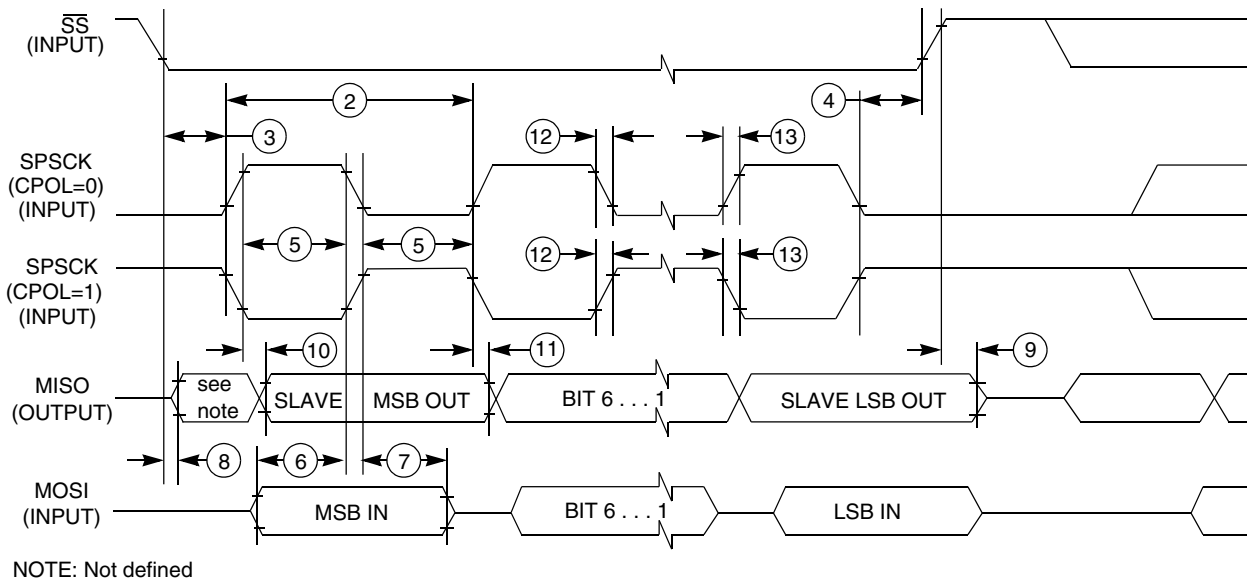 SS
(INPUT)
2
4
3
12
13
SPSCK
(CPOL=0)
(INPUT)
5
5
12
13
SPSCK
(CPOL=1)
(INPUT)
10
11
9
MISO
(OUTPUT)
see
note
SLAVE
MSB OUT
BIT 6 . . . 1
SLAVE LSB OUT
8
6
7
MOSI
(INPUT)
MSB IN
BIT 6 . . . 1
LSB IN
NOTE: Not defined